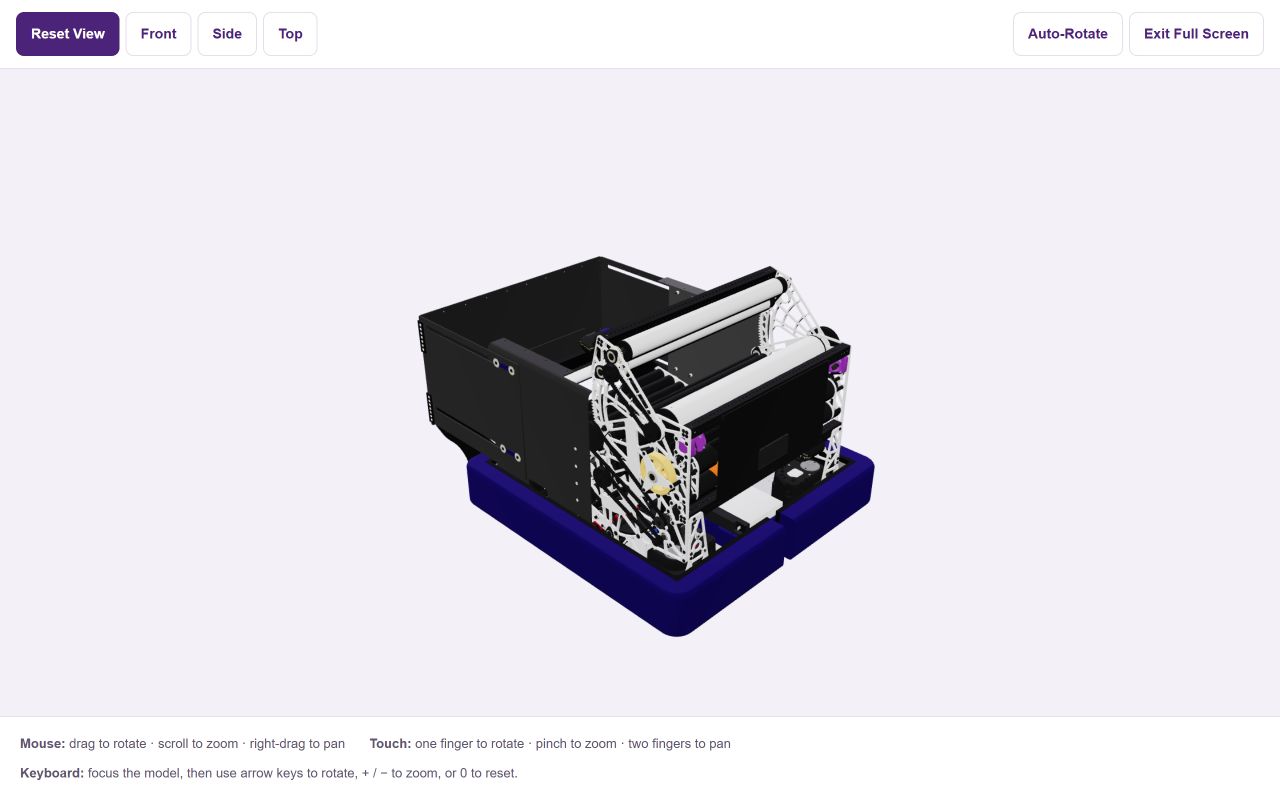 Reset View
Front
Side
Top
Auto-Rotate
Exit Full Screen
Mouse: drag to rotate · scroll to zoom · right-drag to pan
Touch: one finger to rotate · pinch to zoom · two fingers to pan
Keyboard: focus the model, then use arrow keys to rotate, + / − to zoom, or 0 to reset.